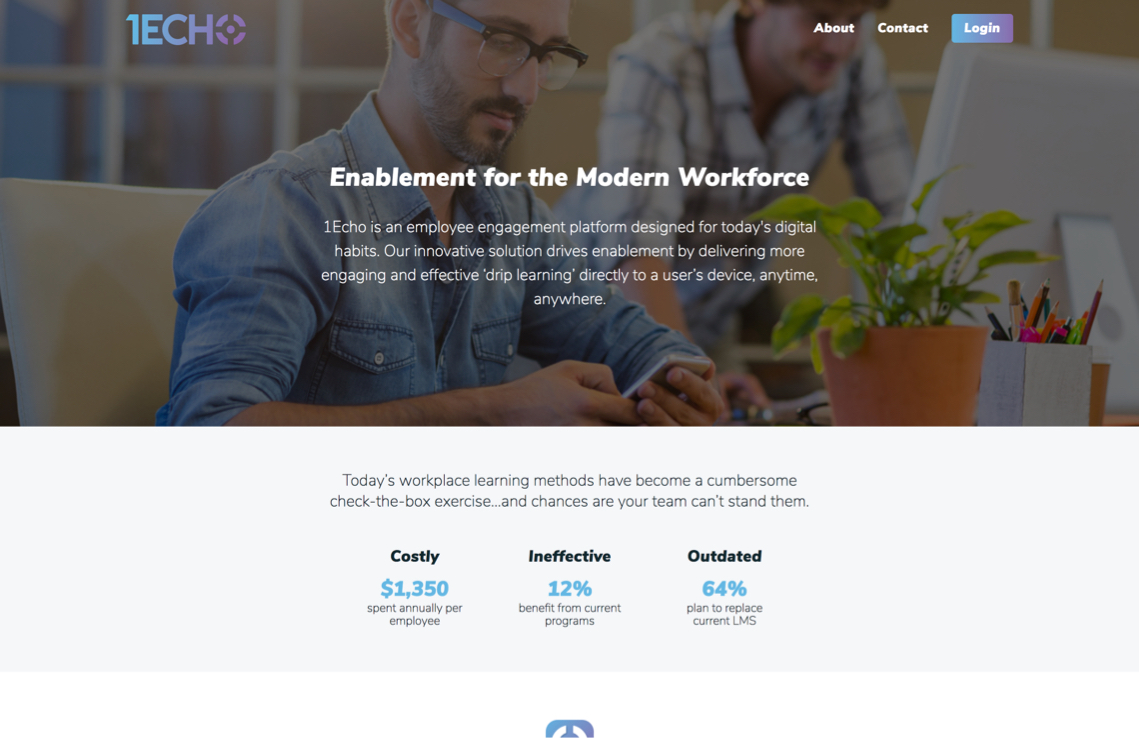 1ECHO
About Contact Login
Enablement for the Modern Workforce
1Echo is an employee engagement platform designed for today's digital
habits. Our innovative solution drives enablement by delivering more
engaging and effective 'drip learning' directly to a user's device, anytime,
anywhere.
Today's workplace learning methods have become a cumbersome
check-the-box exercise...and chances are your team can't stand them.
Costly
$1,350
spent annually per
employee
Ineffective
12%
benefit from current
programs
Outdated
64%
plan to replace
current LMS